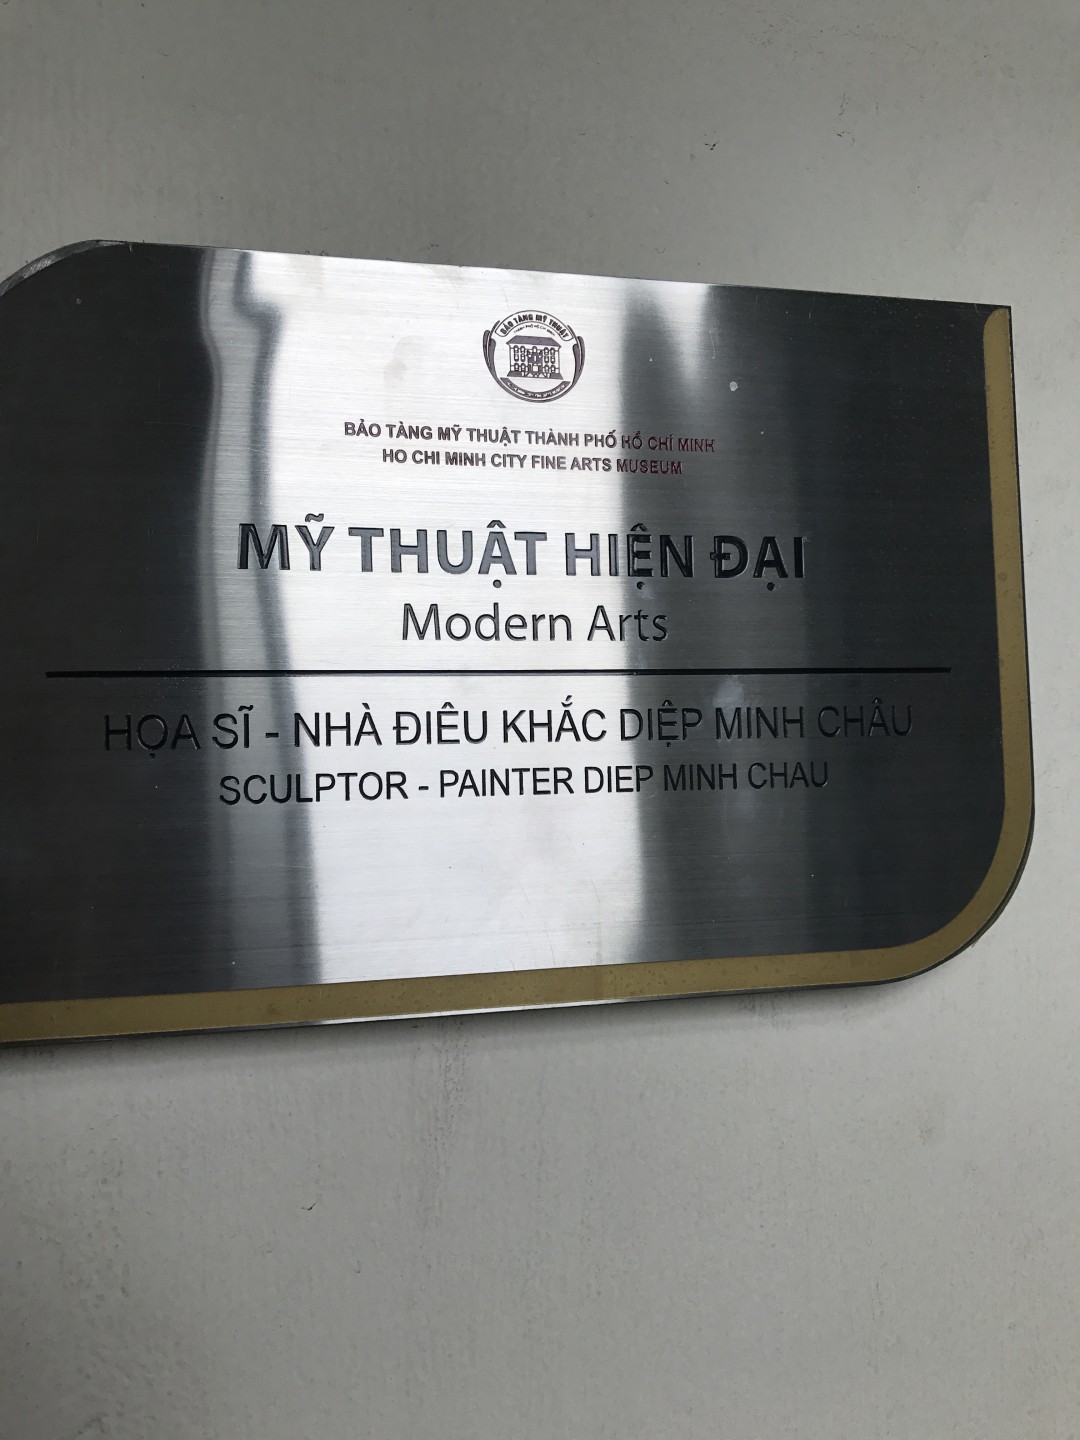 BẢO TÀNG MỸ THUẬT
BẢO TÀNG MỸ THUẬT THÀNH PHỐ HỒ CHÍ MINH
HO CHI MINH CITY FINE ARTS MUSEUM
MỸ THUẬT HIỆN ĐẠI
Modern Arts
HỌA SĨ - NHÀ ĐIÊU KHẮC DIỆP MINH CHÂU
SCULPTOR - PAINTER DIEP MINH CHAU